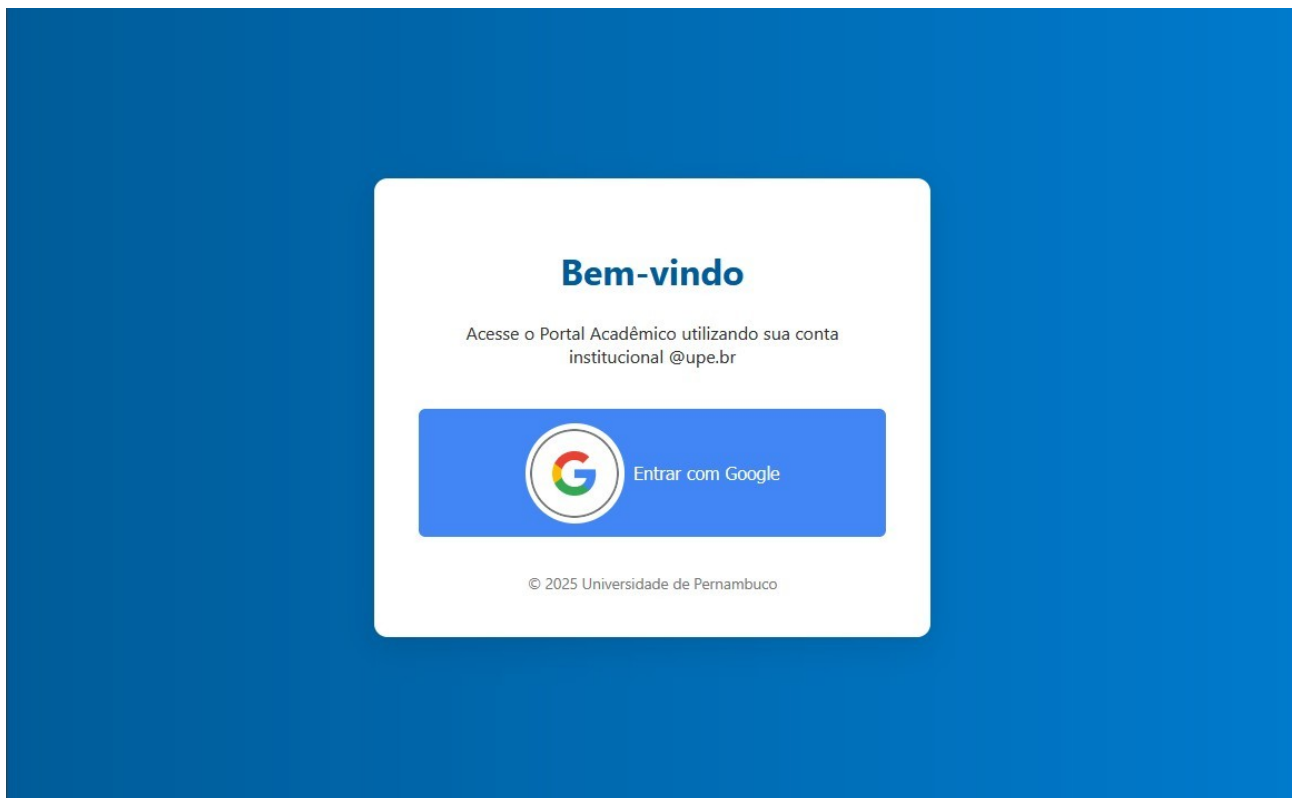 Bem-vindo
Acesse o Portal Acadêmico utilizando sua conta
institucional @upe.br
Entrar com Google
© 2025 Universidade de Pernambuco